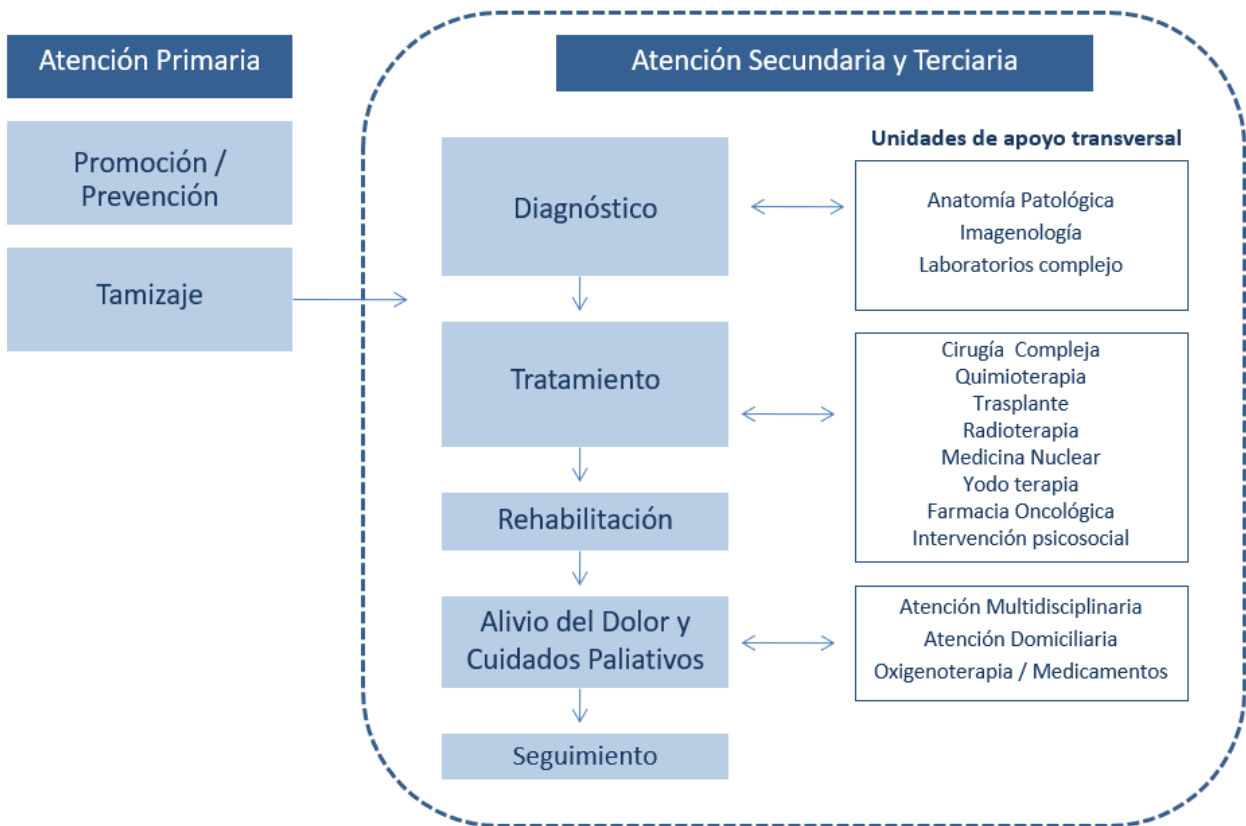 Atención Primaria
Promoción /
Prevención
Tamizaje
Atención Secundaria y Terciaria
Diagnóstico
Tratamiento
Rehabilitación
Alivio del Dolor y
Cuidados Paliativos
Seguimiento
Unidades de apoyo transversal
Anatomía Patológica
Imagenología
Laboratorios complejo
Cirugía Compleja
Quimioterapia
Trasplante
Radioterapia
Medicina Nuclear
Yodo terapia
Farmacia Oncológica
Intervención psicosocial
Atención Multidisciplinaria
Atención Domiciliaria
Oxigenoterapia / Medicamentos